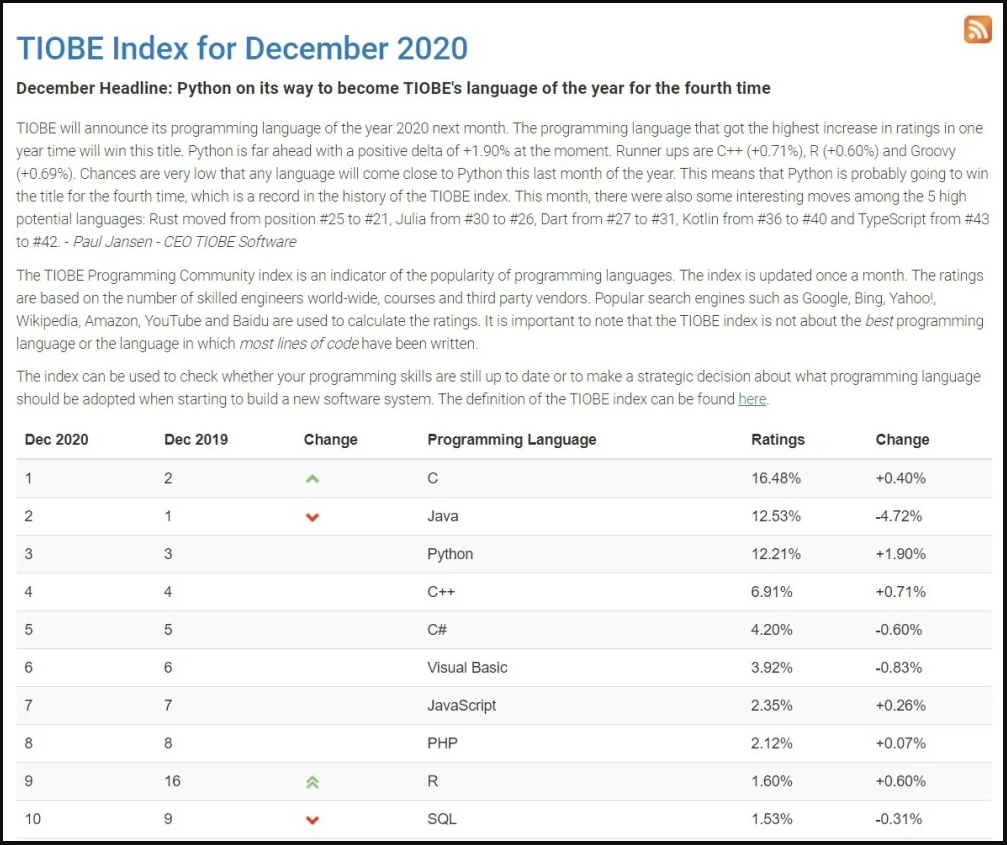 TIOBE Index for December 2020
December Headline: Python on its way to become TIOBE's language of the year for the fourth time
TIOBE will announce its programming language of the year 2020 next month. The programming language that got the highest increase in ratings in one
year time will win this title. Python is far ahead with a positive delta of +1.90% at the moment. Runner ups are C++ (+0.71%), R (+0.60%) and Groovy
(+0.69%). Chances are very low that any language will come close to Python this last month of the year. This means that Python is probably going to win
the title for the fourth time, which is a record in the history of the TIOBE index. This month, there were also some interesting moves among the 5 high
potential languages: Rust moved from position #25 to #21, Julia from #30 to #26, Dart from #27 to #31, Kotlin from #36 to #40 and TypeScript from #43
to #42. - Paul Jansen - CEO TIOBE Software
The TIOBE Programming Community index is an indicator of the popularity of programming languages. The index is updated once a month. The ratings
are based on the number of skilled engineers world-wide, courses and third party vendors. Popular search engines such as Google, Bing, Yahoo!,
Wikipedia, Amazon, YouTube and Baidu are used to calculate the ratings. It is important to note that the TIOBE index is not about the best programming
language or the language in which most lines of code have been written.
The index can be used to check whether your programming skills are still up to date or to make a strategic decision about what programming language
should be adopted when starting to build a new software system. The definition of the TIOBE index can be found here.
Dec 2020 Dec 2019 Change Programming Language Ratings Change
1 2 C 16.48% +0.40%
2 1 Java 12.53% -4.72%
3 3 Python 12.21% +1.90%
4 4 C++ 6.91% +0.71%
5 5 C# 4.20% -0.60%
6 6 Visual Basic 3.92% -0.83%
7 7 JavaScript 2.35% +0.26%
8 8 PHP 2.12% +0.07%
9 16 R 1.60% +0.60%
10 9 SQL 1.53% -0.31%